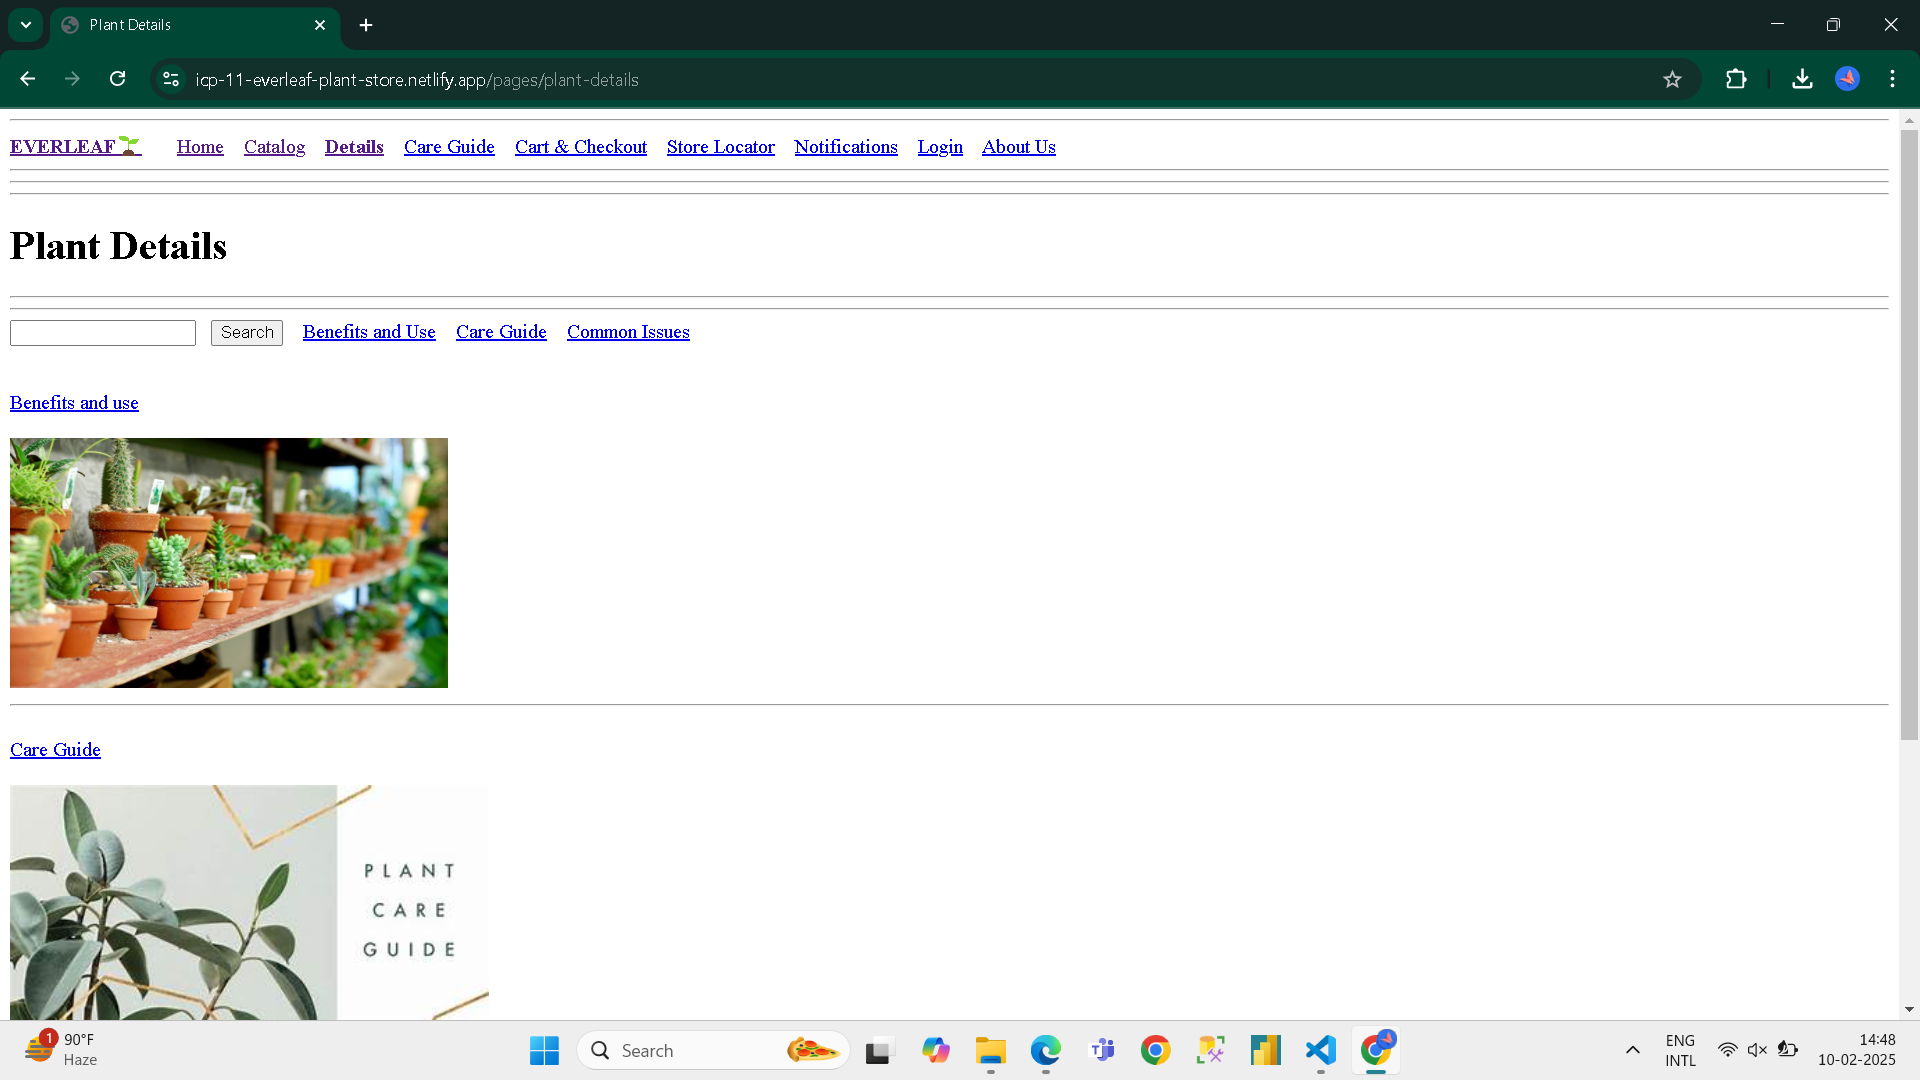 Plant Details
icp-11-everleaf-plant-store.netlify.app/pages/plant-details
EVERLEAF🌱 Home Catalog Details Care Guide Cart & Checkout Store Locator Notifications Login About Us
Plant Details
Search Benefits and Use Care Guide Common Issues
Benefits and use
Care Guide
PLANT
CARE
GUIDE
1
90°F
Haze
Search
ENG
INTL
14:48
10-02-2025